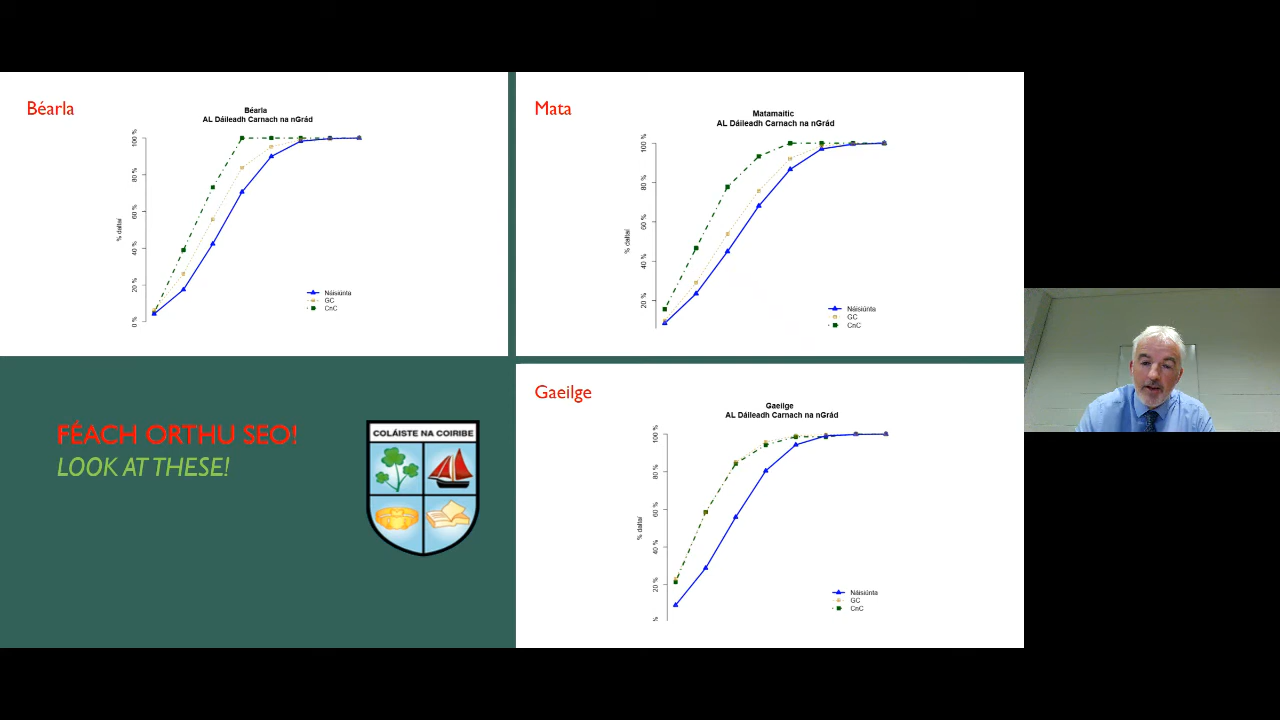 Béarla
Béarla
AL Dáileadh Carnach na nGrád
% daltaí
0 %
20 %
40 %
60 %
80 %
100 %
Náisiúnta
GC
CnC
Mata
Matamaitic
AL Dáileadh Carnach na nGrád
% daltaí
20 %
40 %
60 %
80 %
100 %
Náisiúnta
GC
CnC
FÉACH ORTHU SEO!
LOOK AT THESE!
COLÁISTE NA COIRIBE
Gaeilge
Gaeilge
AL Dáileadh Carnach na nGrád
% daltaí
%
20 %
40 %
60 %
80 %
100 %
Náisiúnta
GC
CnC